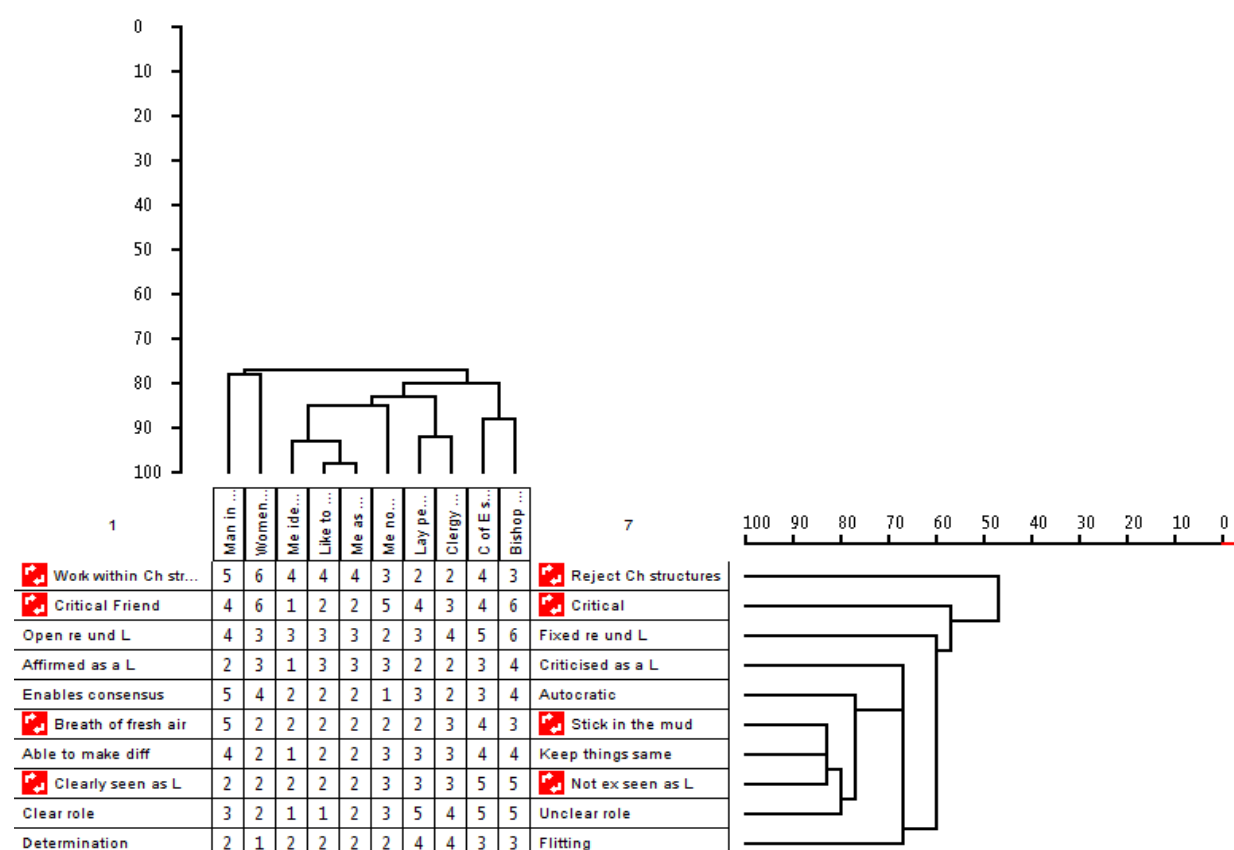 0
10
20
30
40
50
60
70
80
90
100
1 Man in ... Women... Me ide... Like to ... Me as ... Me no... Lay pe... Clergy ... C of E s... Bishop ... 7 100 90 80 70 60 50 40 30 20 10 0
Work within Ch str... 5 6 4 4 4 3 2 2 4 3 Reject Ch structures
Critical Friend 4 6 1 2 2 5 4 3 4 6 Critical
Open re und L 4 3 3 3 3 2 3 4 5 6 Fixed re und L
Affirmed as a L 2 3 1 3 3 3 2 2 3 4 Criticised as a L
Enables consensus 5 4 2 2 2 1 3 2 3 4 Autocratic
Breath of fresh air 5 2 2 2 2 2 2 3 4 3 Stick in the mud
Able to make diff 4 2 1 2 2 3 3 3 4 4 Keep things same
Clearly seen as L 2 2 2 2 2 3 3 3 5 5 Not ex seen as L
Clear role 3 2 1 1 2 3 5 4 5 5 Unclear role
Determination 2 1 2 2 2 2 4 4 3 3 Flitting